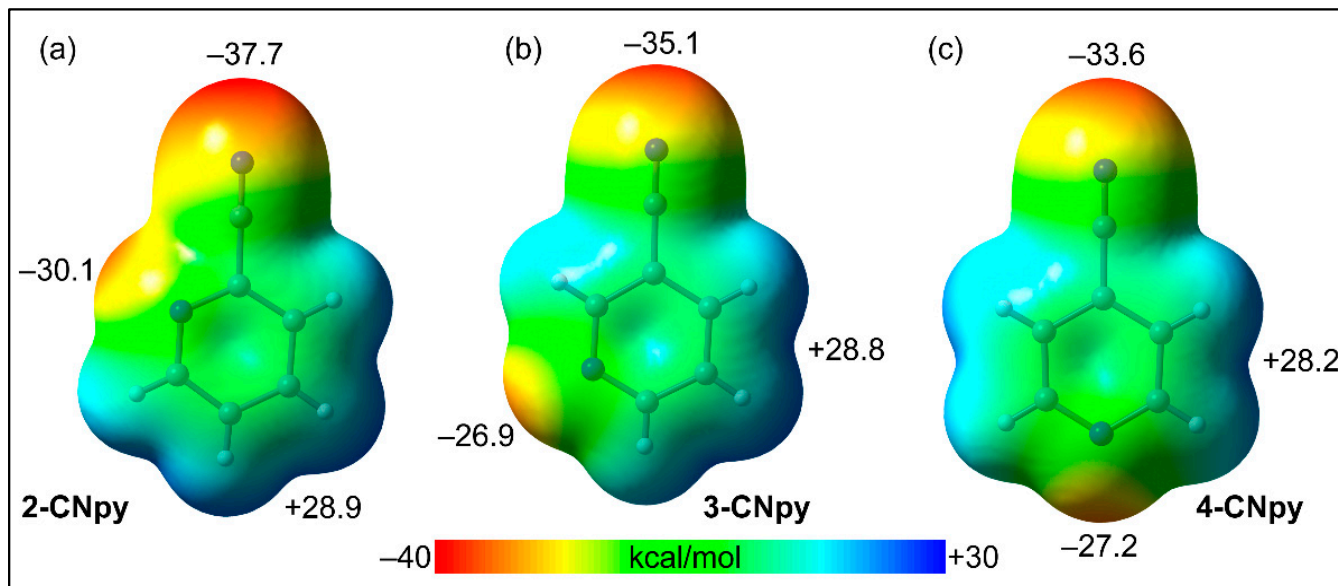 (a)
–37.7
–30.1
2-CNpy
+28.9
(b)
–35.1
+28.8
–26.9
3-CNpy
(c)
–33.6
+28.2
4-CNpy
–27.2
–40
kcal/mol
+30